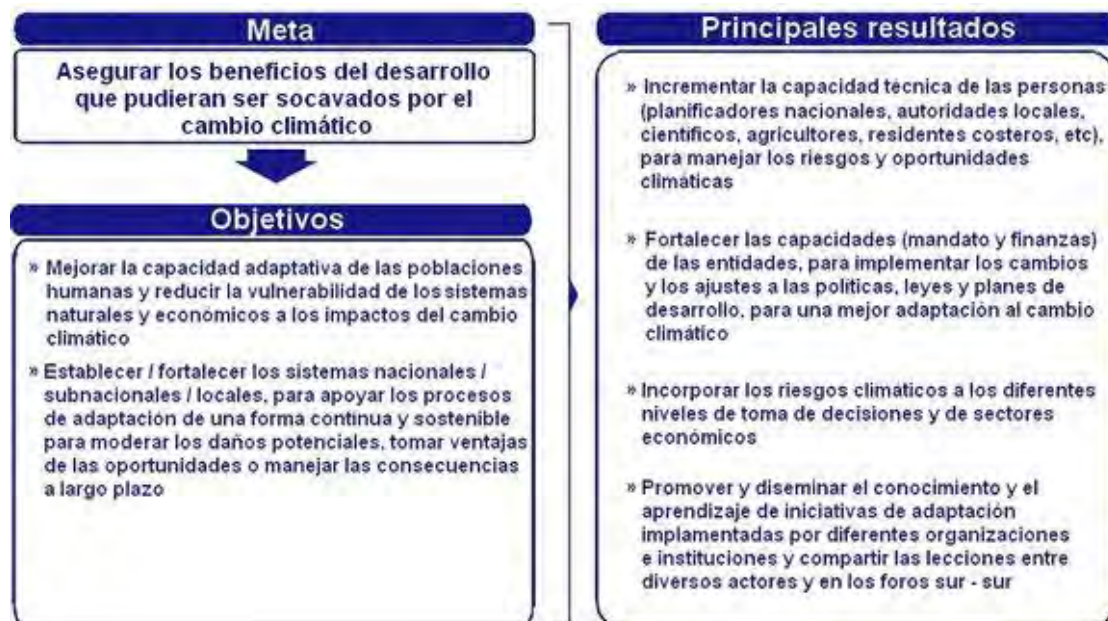 Meta
Asegurar los beneficios del desarrollo
que pudieran ser socavados por el
cambio climático
Objetivos
» Mejorar la capacidad adaptativa de las poblaciones
humanas y reducir la vulnerabilidad de los sistemas
naturales y económicos a los impactos del cambio
climático
» Establecer / fortalecer los sistemas nacionales /
subnacionales / locales, para apoyar los procesos
de adaptación de una forma contínua y sostenible
para moderar los daños potenciales, tomar ventajas
de las oportunidades o manejar las consecuencias
a largo plazo
Principales resultados
» Incrementar la capacidad técnica de las personas
(planificadores nacionales, autoridades locales,
científicos, agricultores, residentes costeros, etc),
para manejar los riesgos y oportunidades
climáticas
» Fortalecer las capacidades (mandato y finanzas)
de las entidades, para implementar los cambios
y los ajustes a las políticas, leyes y planes de
desarrollo, para una mejor adaptación al cambio
climático
» Incorporar los riesgos climáticos a los diferentes
niveles de toma de decisiones y de sectores
económicos
» Promover y diseminar el conocimiento y el
aprendizaje de iniciativas de adaptación
implamentadas por diferentes organizaciones
e instituciones y compartir las lecciones entre
diversos actores y en los foros sur - sur